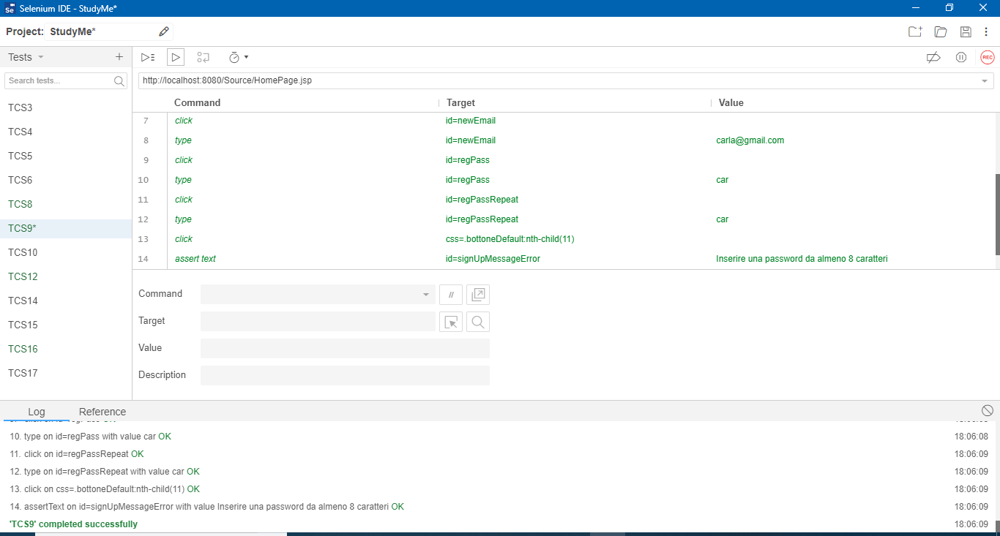 Se Selenium IDE - StudyMe*
Project: StudyMe*
Tests
Search tests...
TCS3
TCS4
TCS5
TCS6
TCS8
TCS9*
TCS10
TCS12
TCS14
TCS15
TCS16
TCS17
REC
http://localhost:8080/Source/HomePage.jsp
Command Target Value
7 click id=newEmail
8 type id=newEmail carla@gmail.com
9 click id=regPass
10 type id=regPass car
11 click id=regPassRepeat
12 type id=regPassRepeat car
13 click css=.bottoneDefault:nth-child(11)
14 assert text id=signUpMessageError Inserire una password da almeno 8 caratteri
Command //
Target
Value
Description
Log Reference
10. type on id=regPass with value car OK 18:06:08
11. click on id=regPassRepeat OK 18:06:09
12. type on id=regPassRepeat with value car OK 18:06:09
13. click on css=.bottoneDefault:nth-child(11) OK 18:06:09
14. assertText on id=signUpMessageError with value Inserire una password da almeno 8 caratteri OK 18:06:09
'TCS9' completed successfully 18:06:09